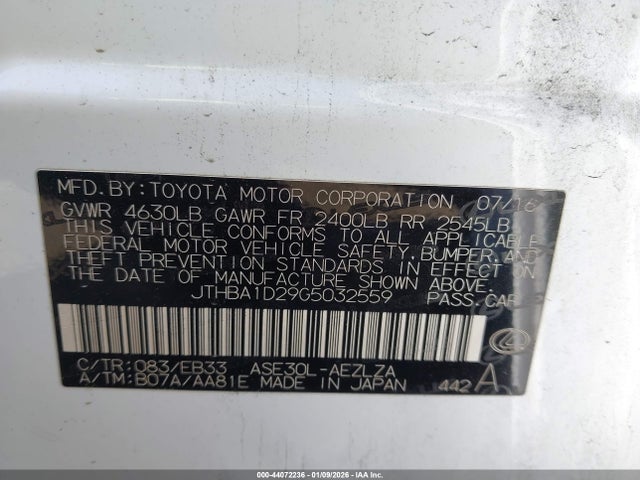 MFD.BY:TOYOTA MOTOR CORPORATION 07/16
GVWR 4630LB GAWR FR 2400LB RR 2545LB
THIS VEHICLE CONFORMS TO ALL APPLICABLE
FEDERAL MOTOR VEHICLE SAFETY,BUMPER,AND
THEFT PREVENTION STANDARDS IN EFFECT ON
THE DATE OF MANUFACTURE SHOWN ABOVE.
JTHBA1D29G5032559 PASS.CAR
C/TR:083/EB33 ASE30L-AEZLZA
A/TM:B07A/AA81E MADE IN JAPAN 442 A
000-44072236 - 01/09/2026 - IAA Inc.